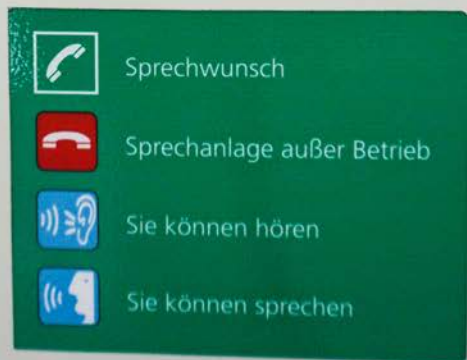 Sprechwunsch
Sprechanlage außer Betrieb
Sie können hören
Sie können sprechen